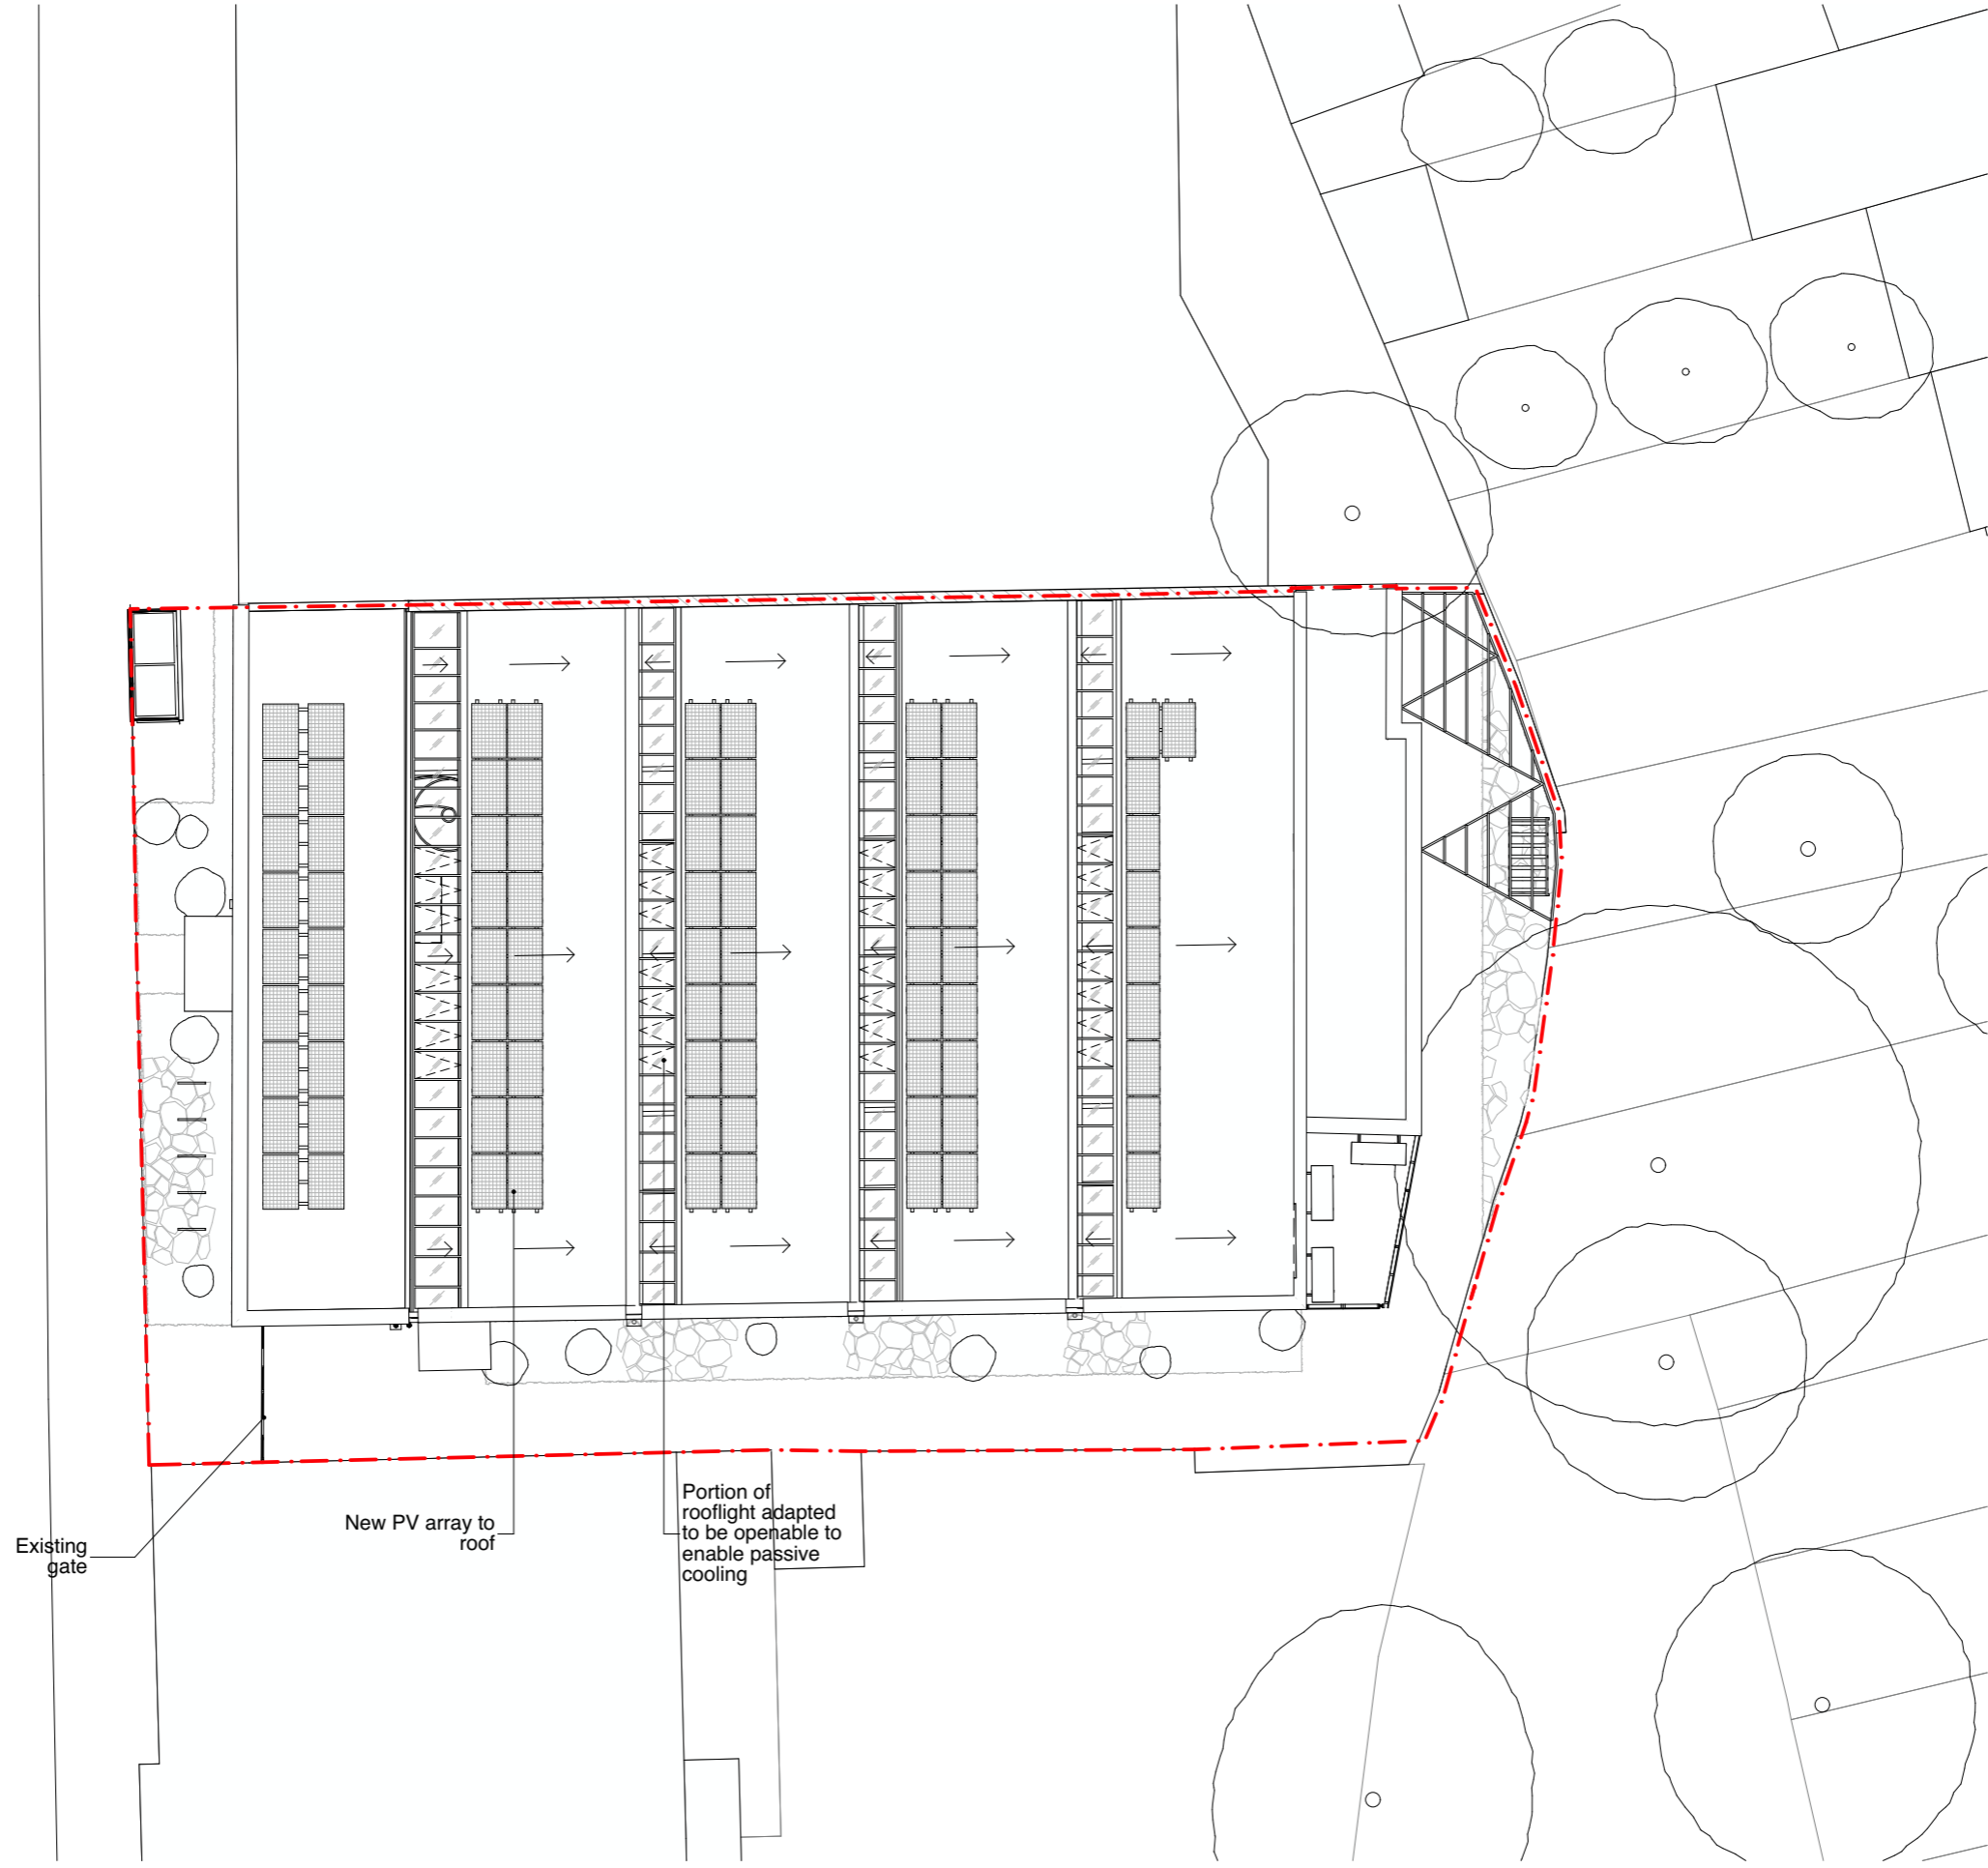 Existing
gate
New PV array to
roof
Portion of
rooflight adapted
to be openable to
enable passive
cooling